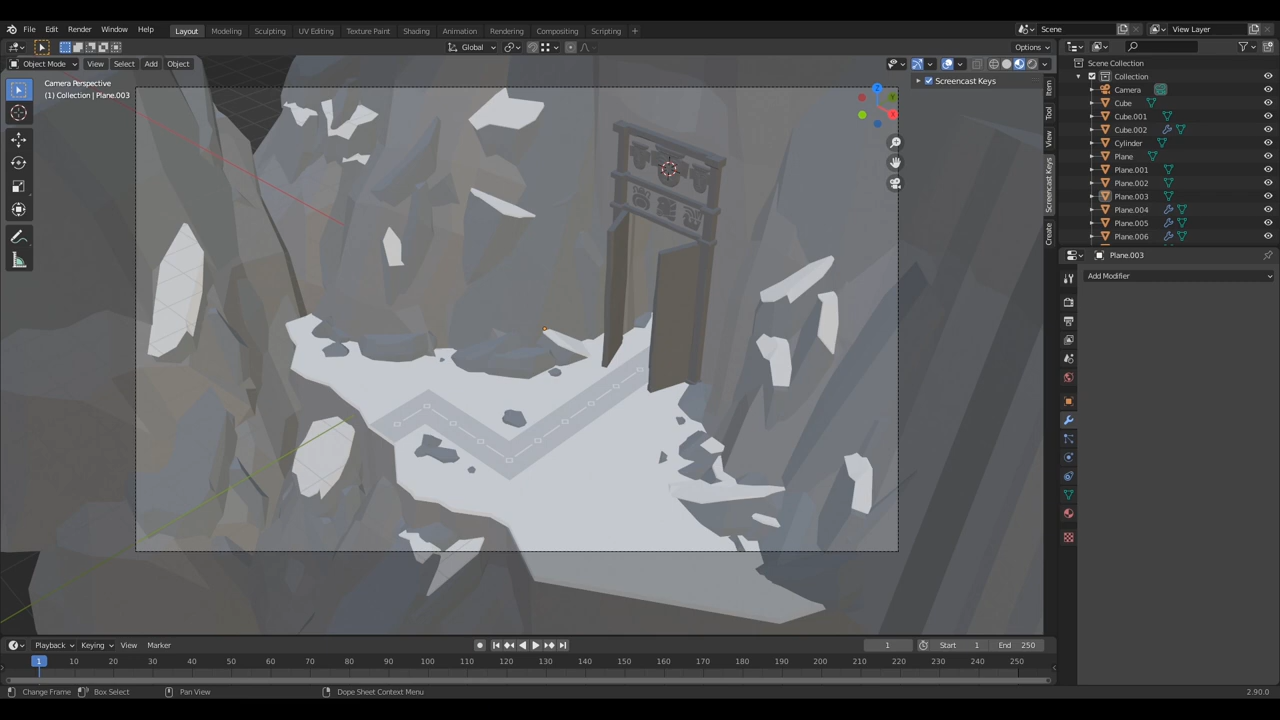 File Edit Render Window Help Layout Modeling Sculpting UV Editing Texture Paint Shading Animation Rendering Compositing Scripting + Scene View Layer
Global Options
Object Mode View Select Add Object
Camera Perspective
(1) Collection | Plane.003
Screencast Keys
Item
Tool
View
Screencast Keys
Create
Scene Collection
Collection
Camera
Cube
Cube.001
Cube.002
Cylinder
Plane
Plane.001
Plane.002
Plane.003
Plane.004
Plane.005
Plane.006
Plane.003
Add Modifier
Playback Keying View Marker 1 Start 1 End 250
1 10 20 30 40 50 60 70 80 90 100 110 120 130 140 150 160 170 180 190 200 210 220 230 240 250
Change Frame Box Select Pan View Dope Sheet Context Menu 2.90.0